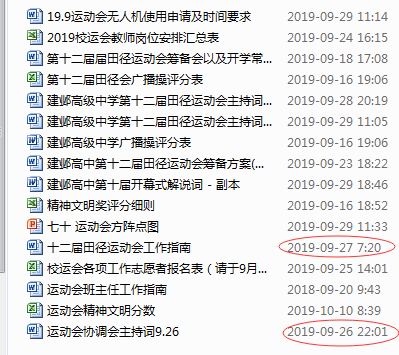 19.9运动会无人机使用申请及时间要求 2019-09-29 11:14
2019校运会教师岗位安排汇总表 2019-09-24 16:15
第十二届届田径运动会筹备会以及开学常... 2019-09-18 17:08
第十二届田径会广播操评分表 2019-09-16 19:06
建邺高级中学第十二届田径运动会主持词... 2019-09-28 20:19
建邺高级中学第十二届田径运动会主持词... 2019-09-29 11:05
建邺高级中学广播操评分表 2019-09-16 19:06
建邺高中第十二届田径运动会筹备方案(... 2019-09-23 18:22
建邺高中第十届开幕式解说词 - 副本 2019-09-29 18:46
精神文明奖评分细则 2019-09-16 18:52
七十 运动会方阵点图 2019-09-29 11:33
十二届田径运动会工作指南 2019-09-27 7:20
校运会各项工作志愿者报名表（请于9月... 2019-09-25 14:01
运动会班主任工作指南 2018-09-20 9:43
运动会精神文明分数 2019-10-10 8:39
运动会协调会主持词9.26 2019-09-26 22:01